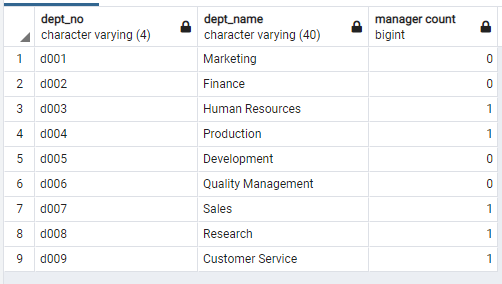 dept_no dept_name manager count
character varying (4) character varying (40) bigint
1 d001 Marketing 0
2 d002 Finance 0
3 d003 Human Resources 1
4 d004 Production 1
5 d005 Development 0
6 d006 Quality Management 0
7 d007 Sales 1
8 d008 Research 1
9 d009 Customer Service 1